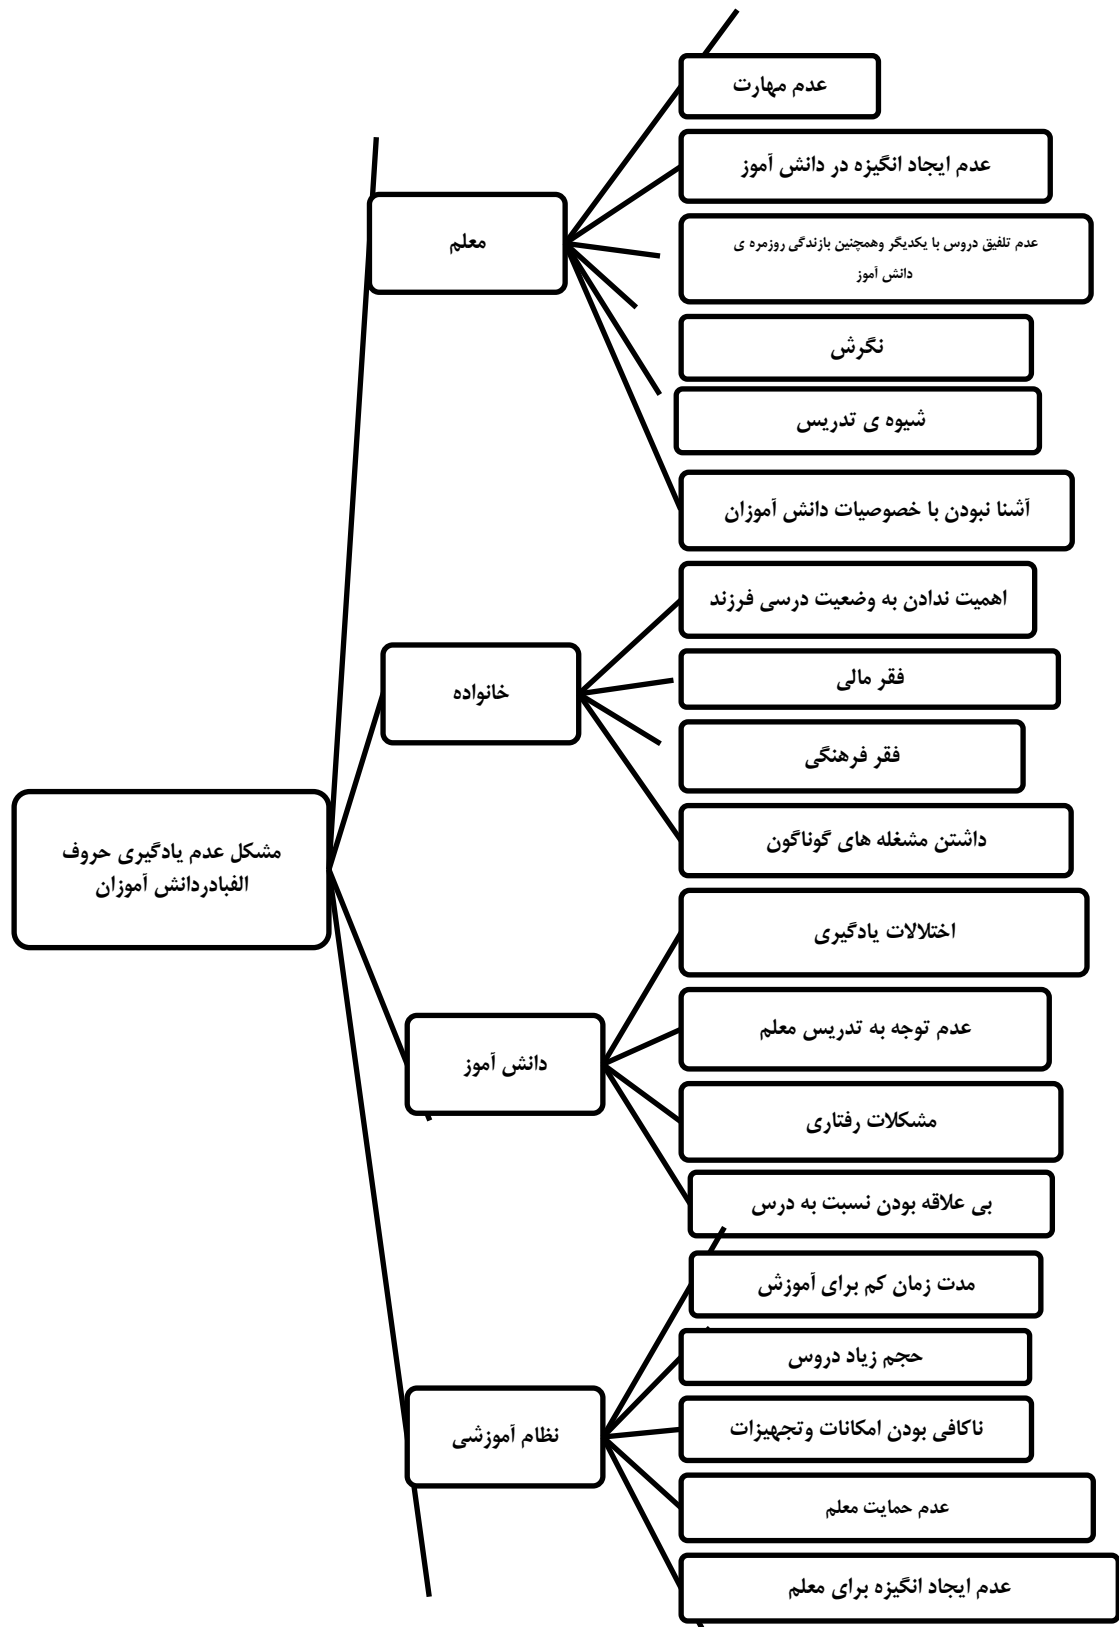 مشکل عدم یادگیری حروف
الفبادردانش آموزان
معلم
عدم مهارت
عدم ایجاد انگیزه در دانش آموز
عدم تلفیق دروس با یکدیگر وهمچنین بازندگی روزمره ی
دانش آموز
نگرش
شیوه ی تدریس
آشنا نبودن با خصوصیات دانش آموزان
خانواده
اهمیت ندادن به وضعیت درسی فرزند
فقر مالی
فقر فرهنگی
داشتن مشغله های گوناگون
دانش آموز
اختلالات یادگیری
عدم توجه به تدریس معلم
مشکلات رفتاری
بی علاقه بودن نسبت به درس
نظام آموزشی
مدت زمان کم برای آموزش
حجم زیاد دروس
ناکافی بودن امکانات وتجهیزات
عدم حمایت معلم
عدم ایجاد انگیزه برای معلم